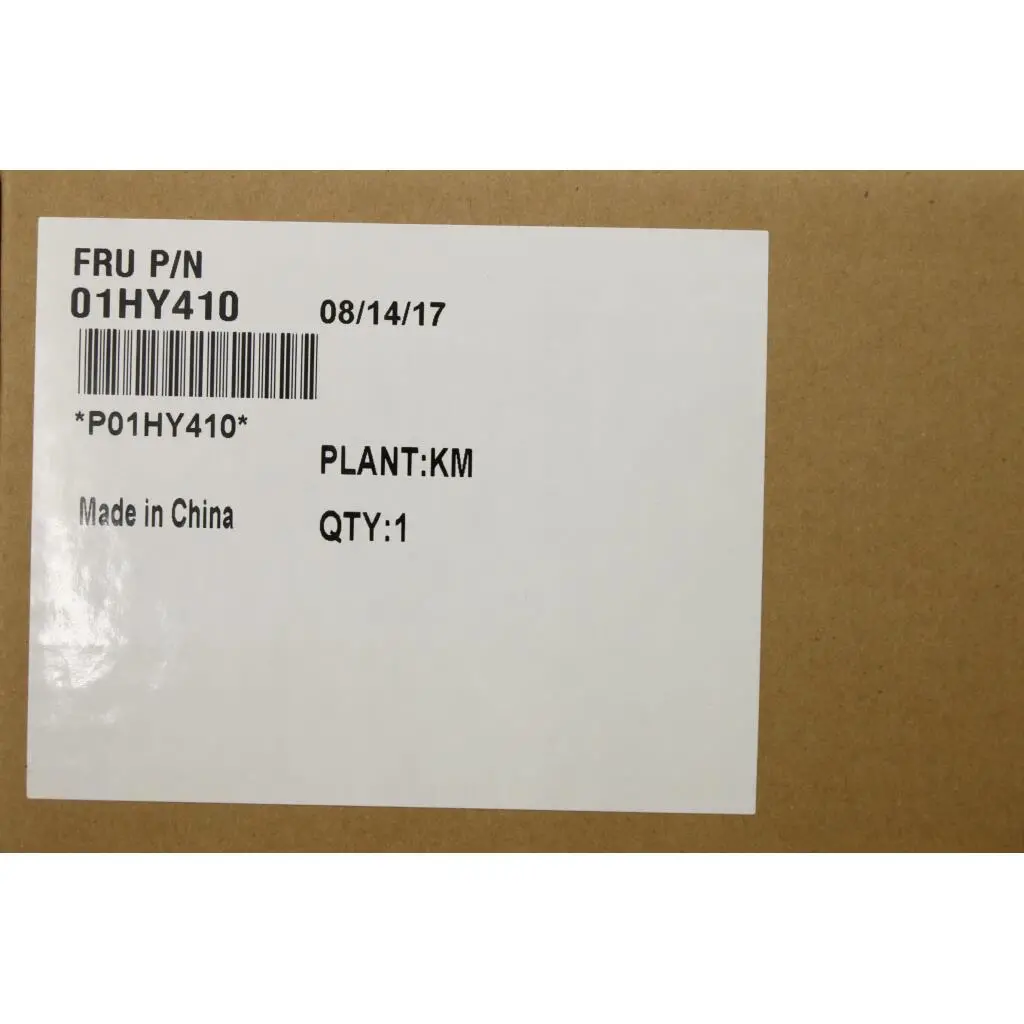 FRU P/N
01HY410
08/14/17
*P01HY410*
PLANT:KM
Made in China
QTY:1